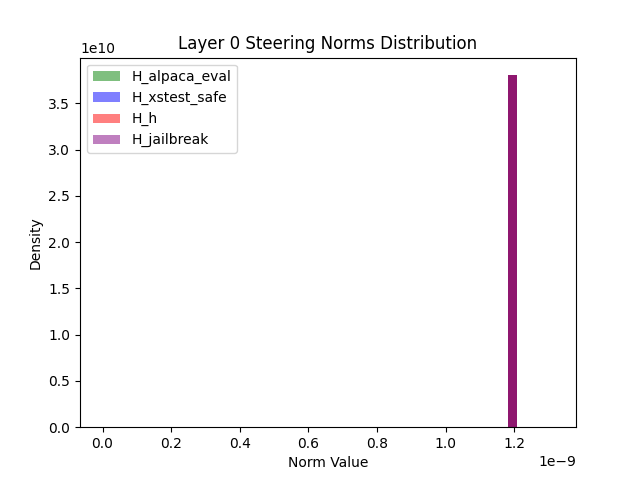 Layer 0 Steering Norms Distribution
1e10
H_alpaca_eval
H_xstest_safe
H_h
H_jailbreak
3.5
3.0
2.5
2.0
1.5
1.0
0.5
0.0
Density
0.0 0.2 0.4 0.6 0.8 1.0 1.2
1e−9
Norm Value